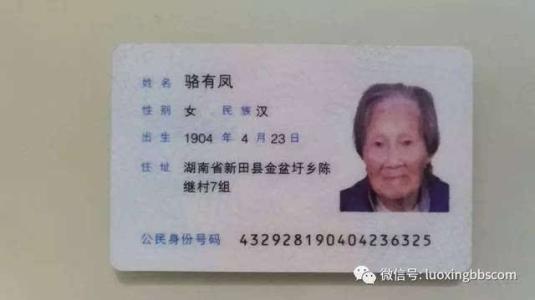 姓名 骆有凤
性别 女 民族 汉
出生 1904 年 4 月 23 日
住址 湖南省新田县金盆圩乡陈
继村7组
公民身份号码 432928190404236325
微信号: luoxingbbscom